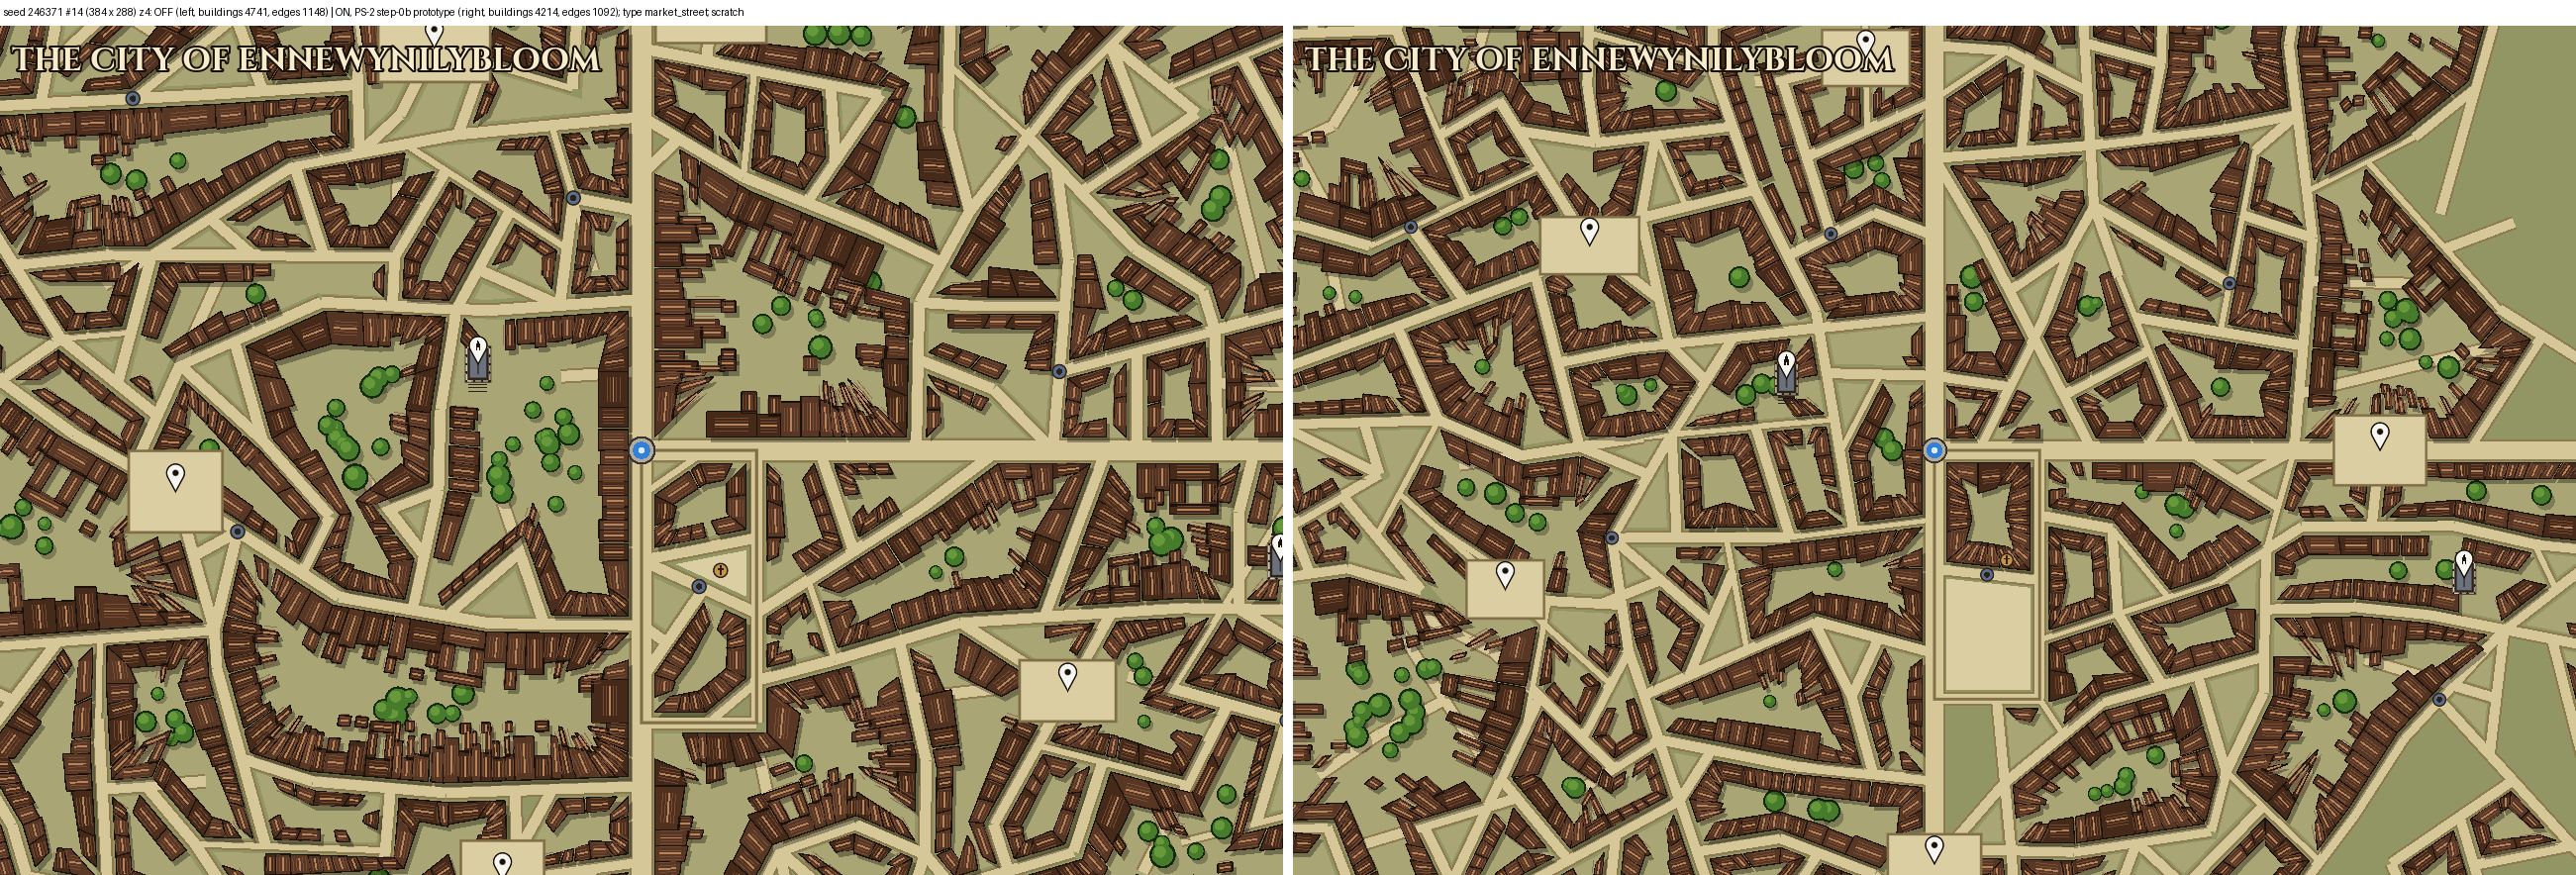 seed 246371 #14 (384 x 288) z4: OFF (left, buildings 4741, edges 1148) | ON, PS-2 step-0b prototype (right, buildings 4214, edges 1092); type market_street; scratch
THE CITY OF ENNEWYNILYBLOOM
THE CITY OF ENNEWYNILYBLOOM